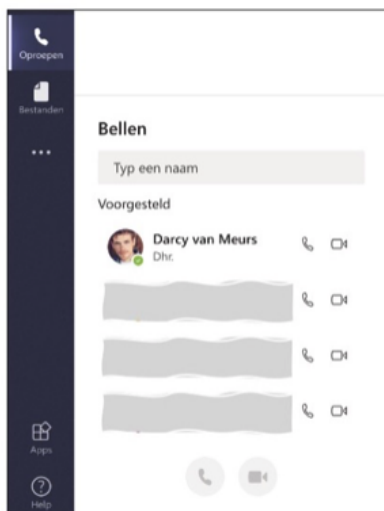 Oproepen
Bestanden
Bellen
Typ een naam
Voorgesteld
Darcy van Meurs
Dhr.
Apps
Help